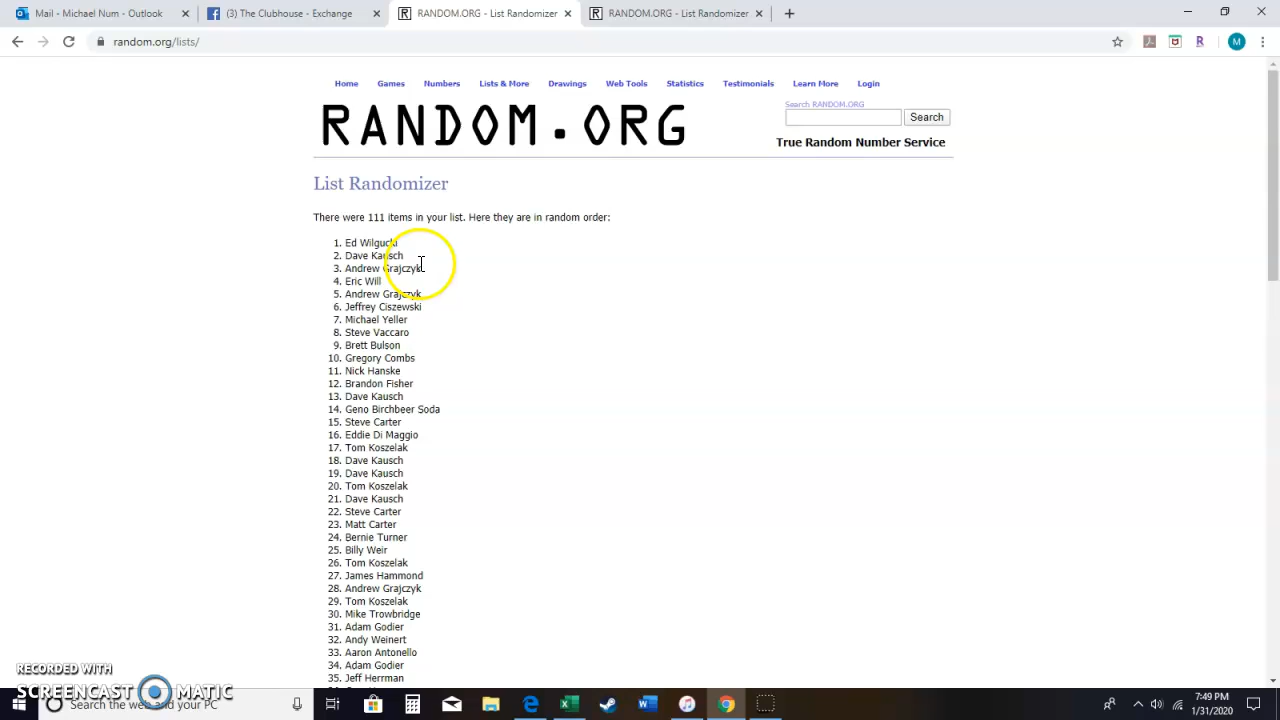 Mail - Michael Num - Outlook
(3) The Clubhouse - Giveaway
RANDOM.ORG - List Randomizer
RANDOM.ORG - List Randomizer
random.org/lists/
M
Home Games Numbers Lists & More Drawings Web Tools Statistics Testimonials Learn More Login
Search RANDOM.ORG
RANDOM.ORG
Search
True Random Number Service
List Randomizer
There were 111 items in your list. Here they are in random order:
1. Ed Wilgucki
2. Dave Kausch
3. Andrew Grajczyk
4. Eric Will
5. Andrew Grajczyk
6. Jeffrey Ciszewski
7. Michael Yeller
8. Steve Vaccaro
9. Brett Bulson
10. Gregory Combs
11. Nick Hanske
12. Brandon Fisher
13. Dave Kausch
14. Geno Birchbeer Soda
15. Steve Carter
16. Eddie Di Maggio
17. Tom Koszelak
18. Dave Kausch
19. Dave Kausch
20. Tom Koszelak
21. Dave Kausch
22. Steve Carter
23. Matt Carter
24. Bernie Turner
25. Billy Weir
26. Tom Koszelak
27. James Hammond
28. Andrew Grajczyk
29. Tom Koszelak
30. Mike Trowbridge
31. Adam Godier
32. Andy Weinert
33. Aaron Antonello
34. Adam Godier
35. Jeff Herrman
RECORDED WITH
SCREENCAST MATIC
Search the web and your PC
7:49 PM
1/31/2020